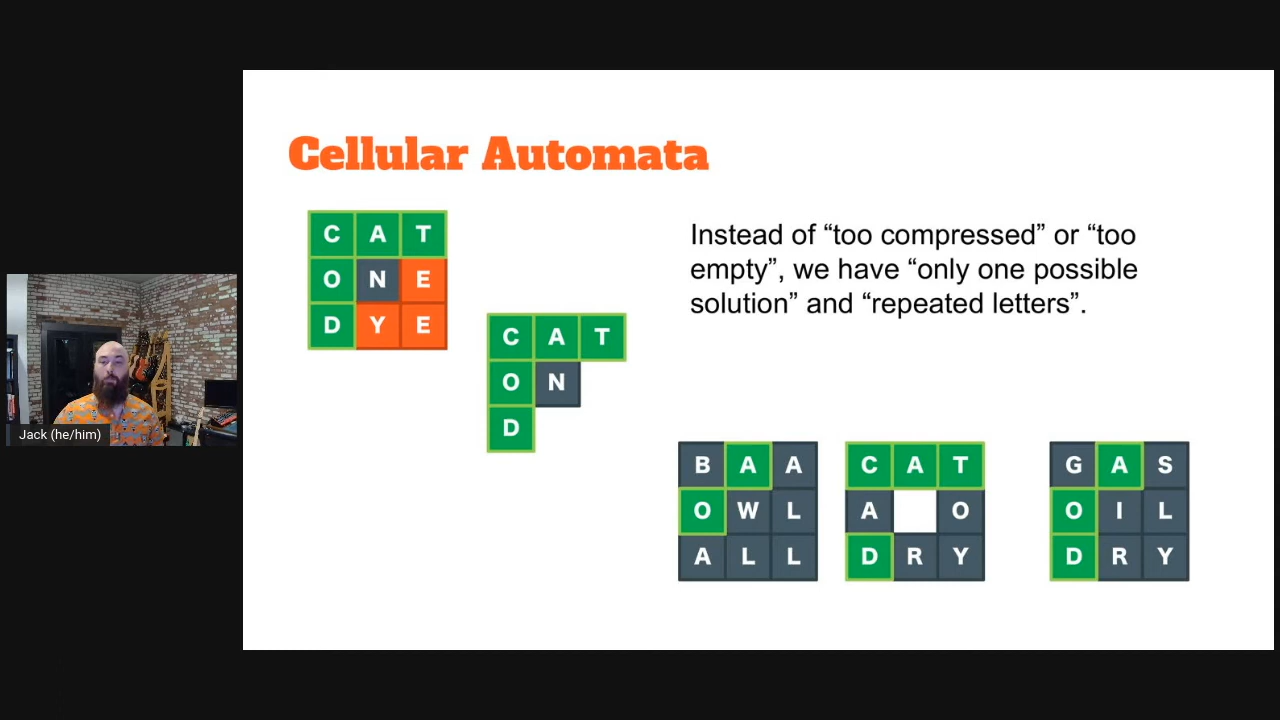 Cellular Automata
C A T
O N E
D Y E
C A T
O N
D
Instead of “too compressed” or “too
empty”, we have “only one possible
solution” and “repeated letters”.
B A A
O W L
A L L
C A T
A O
D R Y
G A S
O I L
D R Y
Jack (he/him)